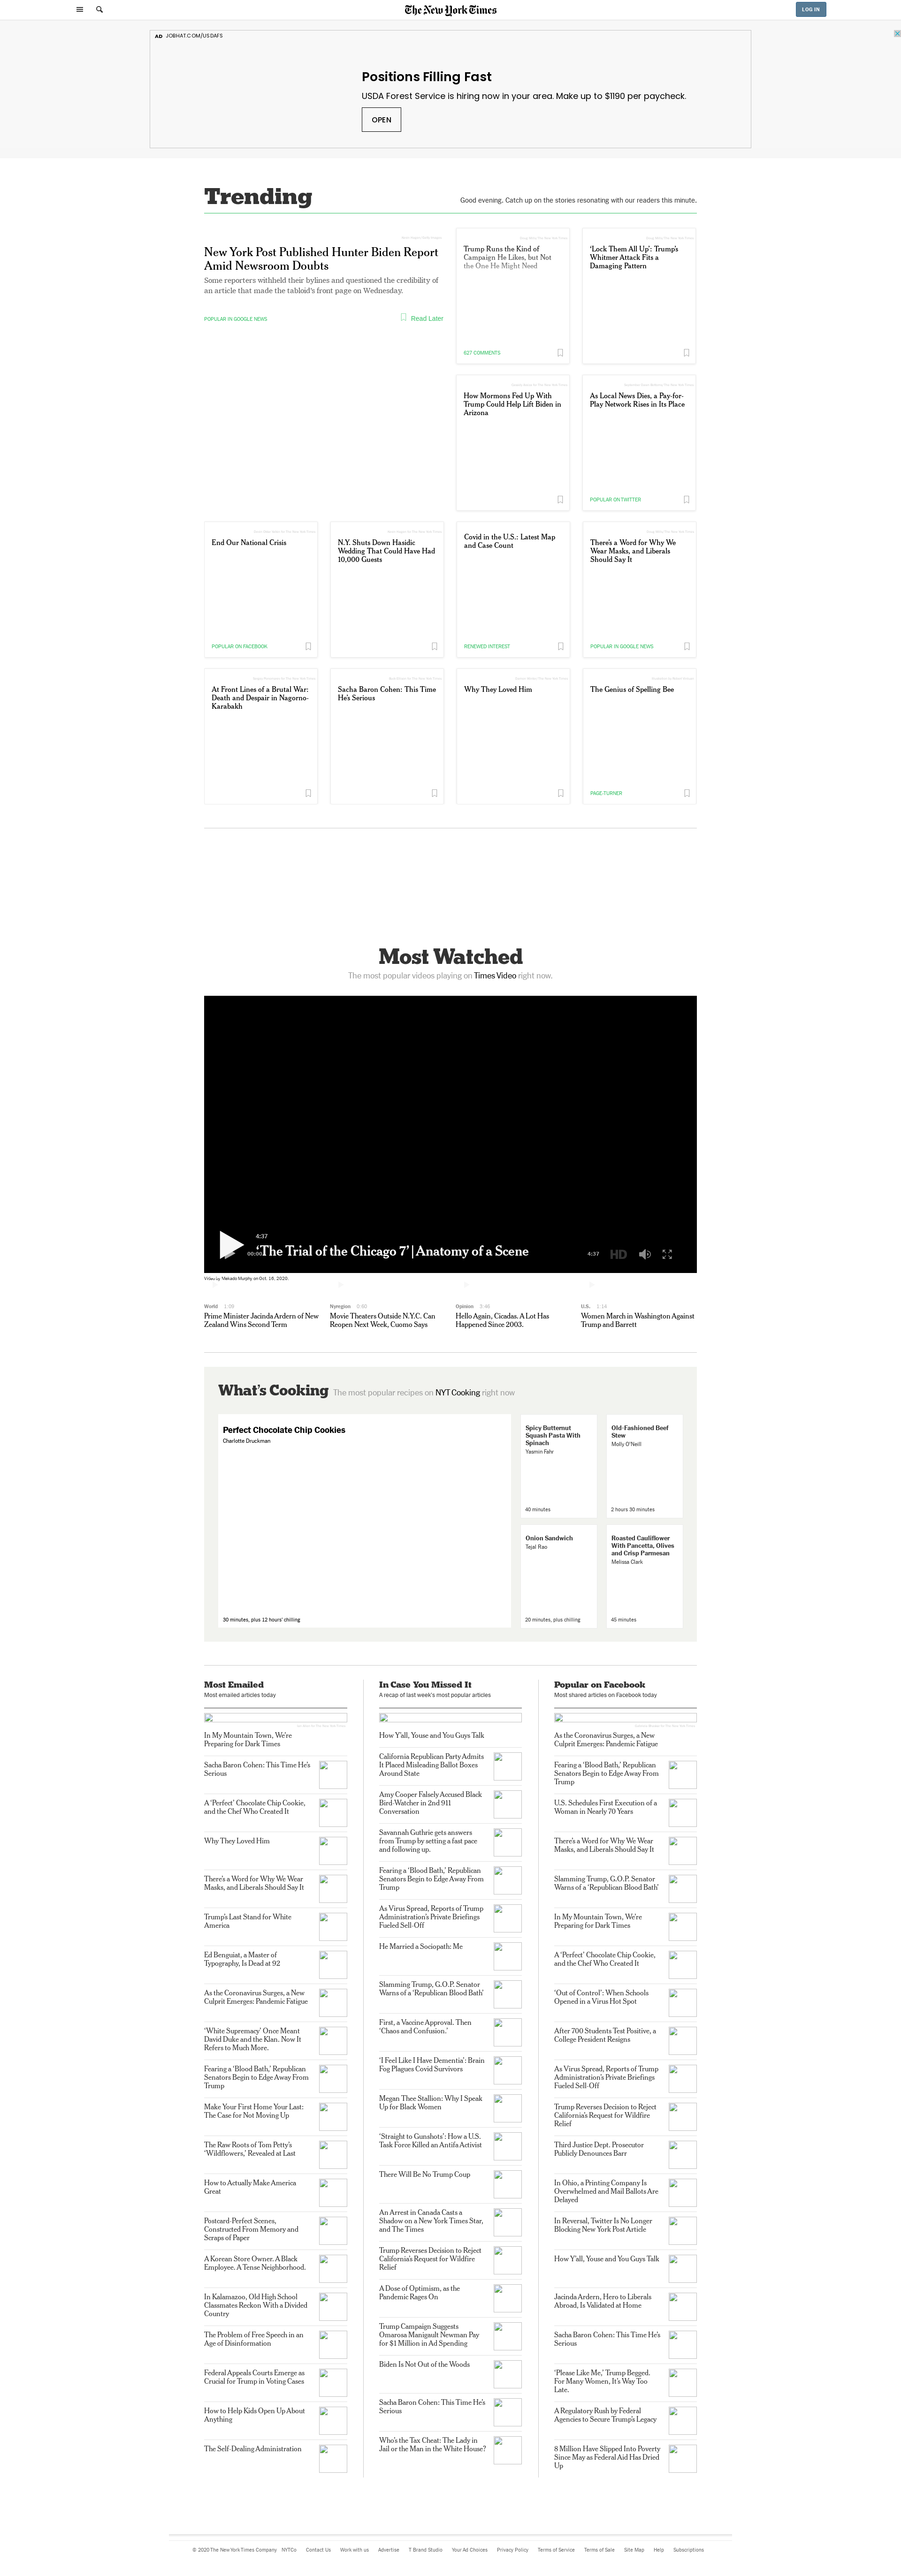 The New York Times
LOG IN
AD JOBHAT.COM/USDAFS
Positions Filling Fast
USDA Forest Service is hiring now in your area. Make up to $1190 per paycheck.
OPEN
Trending
Good evening. Catch up on the stories resonating with our readers this minute.
New York Post Published Hunter Biden Report
Amid Newsroom Doubts
Some reporters withheld their bylines and questioned the credibility of
an article that made the tabloid's front page on Wednesday.
POPULAR IN GOOGLE NEWS
Read Later
Trump Runs the Kind of
Campaign He Likes, but Not
the One He Might Need
627 COMMENTS
‘Lock Them All Up’: Trump's
Whitmer Attack Fits a
Damaging Pattern
How Mormons Fed Up With
Trump Could Help Lift Biden in
Arizona
As Local News Dies, a Pay-for-
Play Network Rises in Its Place
POPULAR ON TWITTER
End Our National Crisis
POPULAR ON FACEBOOK
N.Y. Shuts Down Hasidic
Wedding That Could Have Had
10,000 Guests
Covid in the U.S.: Latest Map
and Case Count
RENEWED INTEREST
There's a Word for Why We
Wear Masks, and Liberals
Should Say It
POPULAR IN GOOGLE NEWS
At Front Lines of a Brutal War:
Death and Despair in Nagorno-
Karabakh
Sacha Baron Cohen: This Time
He's Serious
Why They Loved Him
The Genius of Spelling Bee
PAGE-TURNER
Most Watched
The most popular videos playing on Times Video right now.
4:37
‘The Trial of the Chicago 7’ | Anatomy of a Scene
00:00
4:37
HD
Video by Mekado Murphy on Oct. 16, 2020.
World 1:09
Prime Minister Jacinda Ardern of New
Zealand Wins Second Term
Nyregion 0:60
Movie Theaters Outside N.Y.C. Can
Reopen Next Week, Cuomo Says
Opinion 5:46
Hello Again, Cicadas. A Lot Has
Happened Since 2003.
U.S. 1:14
Women March in Washington Against
Trump and Barrett
What's Cooking The most popular recipes on NYT Cooking right now
Perfect Chocolate Chip Cookies
Charlotte Druckman
30 minutes, plus 12 hours' chilling
Spicy Butternut
Squash Pasta With
Spinach
Yasmin Fahr
40 minutes
Old-Fashioned Beef
Stew
Molly O'Neill
2 hours 30 minutes
Onion Sandwich
Tejal Rao
20 minutes, plus chilling
Roasted Cauliflower
With Pancetta, Olives
and Crisp Parmesan
Melissa Clark
45 minutes
Most Emailed
Most emailed articles today
In My Mountain Town, We're
Preparing for Dark Times
Sacha Baron Cohen: This Time He's
Serious
A ‘Perfect’ Chocolate Chip Cookie,
and the Chef Who Created It
Why They Loved Him
There's a Word for Why We Wear
Masks, and Liberals Should Say It
Trump's Last Stand for White
America
Ed Benguiat, a Master of
Typography, Is Dead at 92
As the Coronavirus Surges, a New
Culprit Emerges: Pandemic Fatigue
‘White Supremacy’ Once Meant
David Duke and the Klan. Now It
Refers to Much More.
Fearing a ‘Blood Bath,’ Republican
Senators Begin to Edge Away From
Trump
Make Your First Home Your Last:
The Case for Not Moving Up
The Raw Roots of Tom Petty's
‘Wildflowers,’ Revealed at Last
How to Actually Make America
Great
Postcard-Perfect Scenes,
Constructed From Memory and
Scraps of Paper
A Korean Store Owner. A Black
Employee. A Tense Neighborhood.
In Kalamazoo, Old High School
Classmates Reckon With a Divided
Country
The Problem of Free Speech in an
Age of Disinformation
Federal Appeals Courts Emerge as
Crucial for Trump in Voting Cases
How to Help Kids Open Up About
Anything
The Self-Dealing Administration
In Case You Missed It
A recap of last week's most popular articles
How Y'all, Youse and You Guys Talk
California Republican Party Admits
It Placed Misleading Ballot Boxes
Around State
Amy Cooper Falsely Accused Black
Bird-Watcher in 2nd 911
Conversation
Savannah Guthrie gets answers
from Trump by setting a fast pace
and following up.
Fearing a ‘Blood Bath,’ Republican
Senators Begin to Edge Away From
Trump
As Virus Spread, Reports of Trump
Administration's Private Briefings
Fueled Sell-Off
He Married a Sociopath: Me
Slamming Trump, G.O.P. Senator
Warns of a ‘Republican Blood Bath’
First, a Vaccine Approval. Then
‘Chaos and Confusion.’
‘I Feel Like I Have Dementia’: Brain
Fog Plagues Covid Survivors
Megan Thee Stallion: Why I Speak
Up for Black Women
‘Straight to Gunshots’: How a U.S.
Task Force Killed an Antifa Activist
There Will Be No Trump Coup
An Arrest in Canada Casts a
Shadow on a New York Times Star,
and The Times
Trump Reverses Decision to Reject
California's Request for Wildfire
Relief
A Dose of Optimism, as the
Pandemic Rages On
Trump Campaign Suggests
Omarosa Manigault Newman Pay
for $1 Million in Ad Spending
Biden Is Not Out of the Woods
Sacha Baron Cohen: This Time He's
Serious
Who's the Tax Cheat: The Lady in
Jail or the Man in the White House?
Popular on Facebook
Most shared articles on Facebook today
As the Coronavirus Surges, a New
Culprit Emerges: Pandemic Fatigue
Fearing a ‘Blood Bath,’ Republican
Senators Begin to Edge Away From
Trump
U.S. Schedules First Execution of a
Woman in Nearly 70 Years
There's a Word for Why We Wear
Masks, and Liberals Should Say It
Slamming Trump, G.O.P. Senator
Warns of a ‘Republican Blood Bath’
In My Mountain Town, We're
Preparing for Dark Times
A ‘Perfect’ Chocolate Chip Cookie,
and the Chef Who Created It
‘Out of Control’: When Schools
Opened in a Virus Hot Spot
After 700 Students Test Positive, a
College President Resigns
As Virus Spread, Reports of Trump
Administration's Private Briefings
Fueled Sell-Off
Trump Reverses Decision to Reject
California's Request for Wildfire
Relief
Third Justice Dept. Prosecutor
Publicly Denounces Barr
In Ohio, a Printing Company Is
Overwhelmed and Mail Ballots Are
Delayed
In Reversal, Twitter Is No Longer
Blocking New York Post Article
How Y'all, Youse and You Guys Talk
Jacinda Ardern, Hero to Liberals
Abroad, Is Validated at Home
Sacha Baron Cohen: This Time He's
Serious
‘Please Like Me,’ Trump Begged.
For Many Women, It's Way Too
Late.
A Regulatory Rush by Federal
Agencies to Secure Trump's Legacy
8 Million Have Slipped Into Poverty
Since May as Federal Aid Has Dried
Up
© 2020 The New York Times Company NYTCo Contact Us Work with us Advertise T Brand Studio Your Ad Choices Privacy Policy Terms of Service Terms of Sale Site Map Help Subscriptions